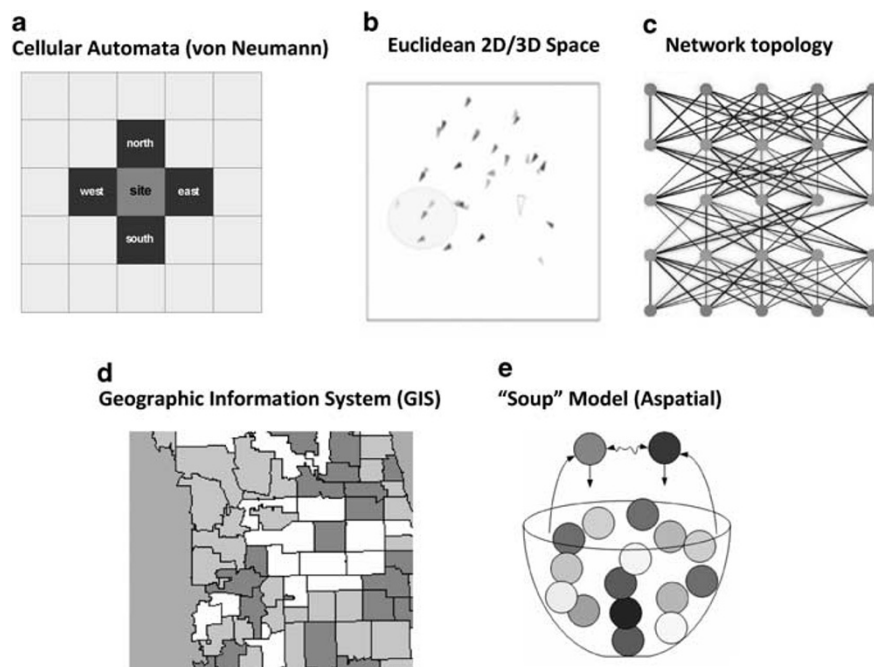 a
Cellular Automata (von Neumann)
north
west
site
east
south
b
Euclidean 2D/3D Space
c
Network topology
d
Geographic Information System (GIS)
e
“Soup” Model (Aspatial)